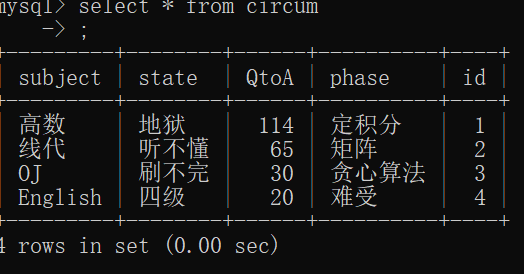 mysql> select * from circum
    -> ;
+---------+--------+-------+----------+----+
| subject | state | QtoA | phase | id |
+---------+--------+-------+----------+----+
| 高数 | 地狱 | 114 | 定积分 | 1
| 线代 | 听不懂 | 65 | 矩阵 | 2
| OJ | 刷不完 | 30 | 贪心算法 | 3
| English | 四级 | 20 | 难受 | 4
+---------+--------+-------+----------+----+
4 rows in set (0.00 sec)